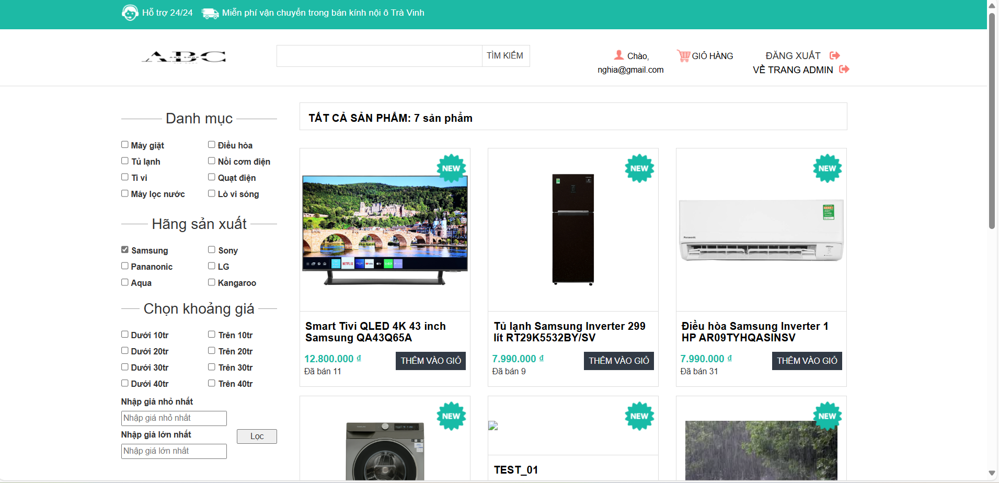 Hỗ trợ 24/24
Miễn phí vận chuyển trong bán kính nội ô Trà Vinh
ABC
TÌM KIẾM
Chào,
nghia@gmail.com
GIỎ HÀNG
ĐĂNG XUẤT
VỀ TRANG ADMIN
Danh mục
Máy giặt
Điều hòa
Tủ lạnh
Nồi cơm điện
Ti vi
Quạt điện
Máy lọc nước
Lò vi sóng
Hãng sản xuất
Samsung
Sony
Pananonic
LG
Aqua
Kangaroo
Chọn khoảng giá
Dưới 10tr
Trên 10tr
Dưới 20tr
Trên 20tr
Dưới 30tr
Trên 30tr
Dưới 40tr
Trên 40tr
Nhập giá nhỏ nhất
Nhập giá nhỏ nhất
Nhập giá lớn nhất
Nhập giá lớn nhất
Lọc
TẤT CẢ SẢN PHẨM: 7 sản phẩm
NEW
NETFLIX
Smart Tivi QLED 4K 43 inch
Samsung QA43Q65A
12.800.000 ₫
Đã bán 11
THÊM VÀO GIỎ
NEW
Tủ lạnh Samsung Inverter 299
lít RT29K5532BY/SV
7.990.000 ₫
Đã bán 9
THÊM VÀO GIỎ
NEW
Panasonic
Điều hòa Samsung Inverter 1
HP AR09TYHQASINSV
7.990.000 ₫
Đã bán 31
THÊM VÀO GIỎ
NEW
NEW
TEST_01
NEW